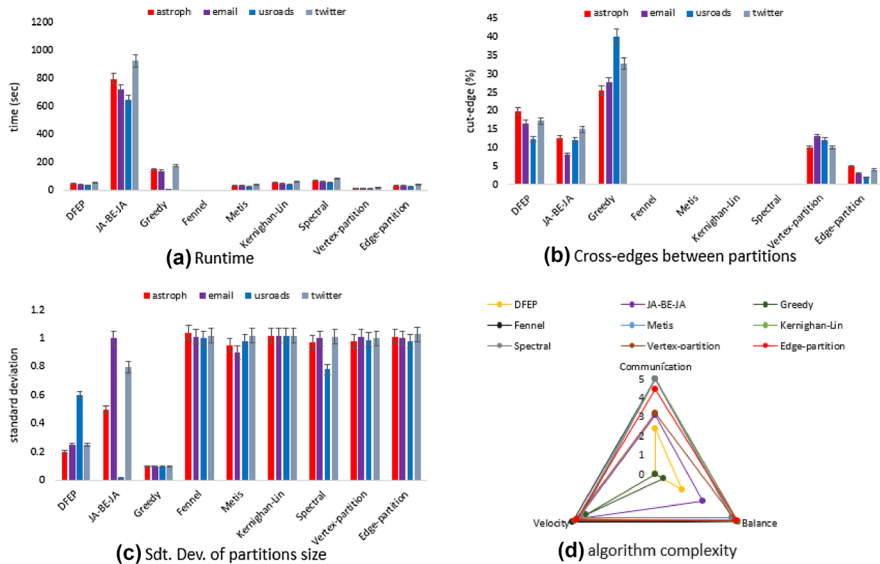 astroph email usroads twitter
1200
1000
800
600
400
200
0
time (sec)
DFEP
JA-BE-JA
Greedy
Fennel
Metis
Kernighan-Lin
Spectral
Vertex-partition
Edge-partition
(a) Runtime
astroph email usroads twitter
45
40
35
30
25
20
15
10
5
0
cut-edge (%)
DFEP
JA-BE-JA
Greedy
Fennel
Metis
Kernighan-Lin
Spectral
Vertex-partition
Edge-partition
(b) Cross-edges between partitions
astroph email usroads twitter
1.2
1
0.8
0.6
0.4
0.2
0
standard deviation
DFEP
JA-BE-JA
Greedy
Fennel
Metis
Kernighan-Lin
Spectral
Vertex-partition
Edge-partition
(c) Sdt. Dev. of partitions size
DFEP JA-BE-JA Greedy
Fennel Metis Kernighan-Lin
Spectral Vertex-partition Edge-partition
Communication
5
4
3
2
1
0
Velocity Balance
(d) algorithm complexity